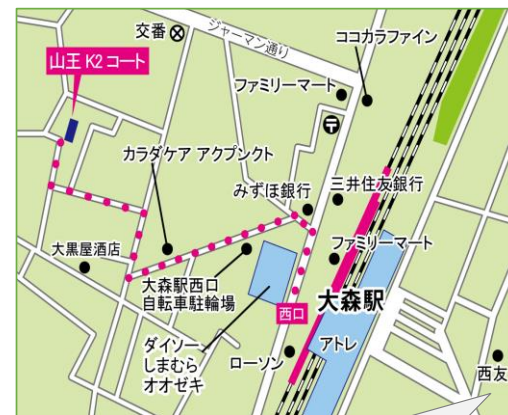 交番
ジャーマン通り
ココカラファイン
山王 K2 コート
ファミリーマート
〒
カラダケア アクプンクト
みずほ銀行
三井住友銀行
大黒屋酒店
ファミリーマート
大森駅西口
自転車駐輪場
西口
大森駅
アトレ
ダイソー
しまむら
オオゼキ
ローソン
西友